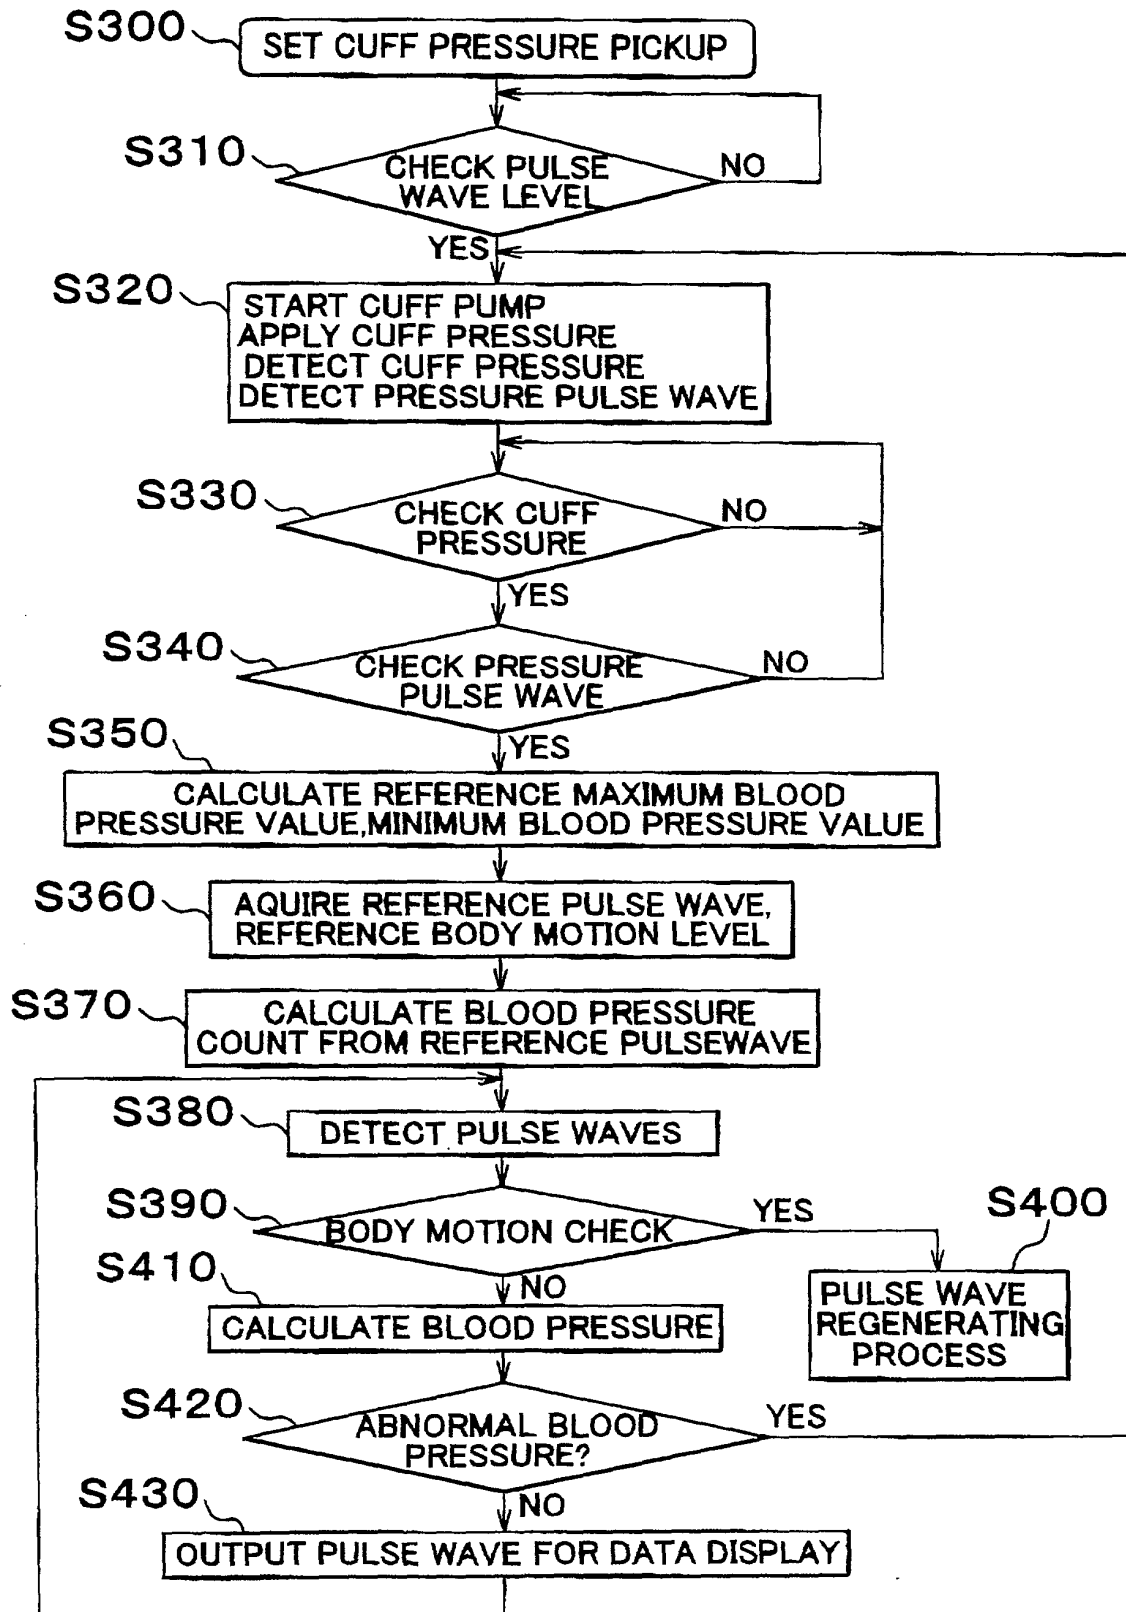 S300
SET CUFF PRESSURE PICKUP
S310
CHECK PULSE
WAVE LEVEL
NO
YES
S320
START CUFF PUMP
APPLY CUFF PRESSURE
DETECT CUFF PRESSURE
DETECT PRESSURE PULSE WAVE
S330
CHECK CUFF
PRESSURE
NO
YES
S340
CHECK PRESSURE
PULSE WAVE
NO
YES
S350
CALCULATE REFERENCE MAXIMUM BLOOD
PRESSURE VALUE,MINIMUM BLOOD PRESSURE VALUE
S360
AQUIRE REFERENCE PULSE WAVE,
REFERENCE BODY MOTION LEVEL
S370
CALCULATE BLOOD PRESSURE
COUNT FROM REFERENCE PULSEWAVE
S380
DETECT PULSE WAVES
S390
BODY MOTION CHECK
YES
S400
PULSE WAVE
REGENERATING
PROCESS
NO
S410
CALCULATE BLOOD PRESSURE
S420
ABNORMAL BLOOD
PRESSURE?
YES
NO
S430
OUTPUT PULSE WAVE FOR DATA DISPLAY